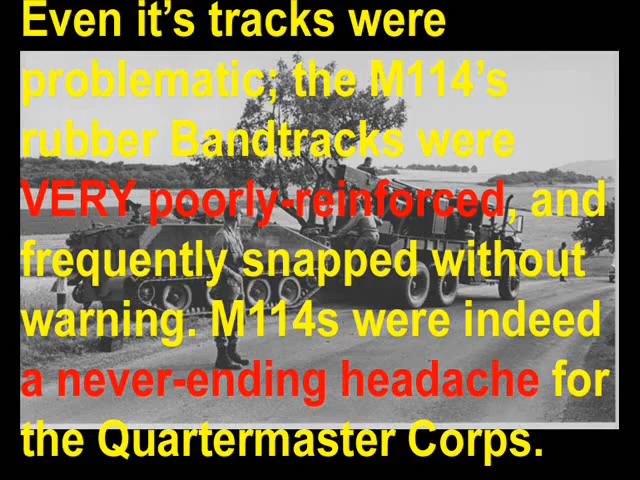 Even it’s tracks were
problematic; the M114’s
rubber Bandtracks were
VERY poorly-reinforced, and
frequently snapped without
warning. M114s were indeed
a never-ending headache for
the Quartermaster Corps.